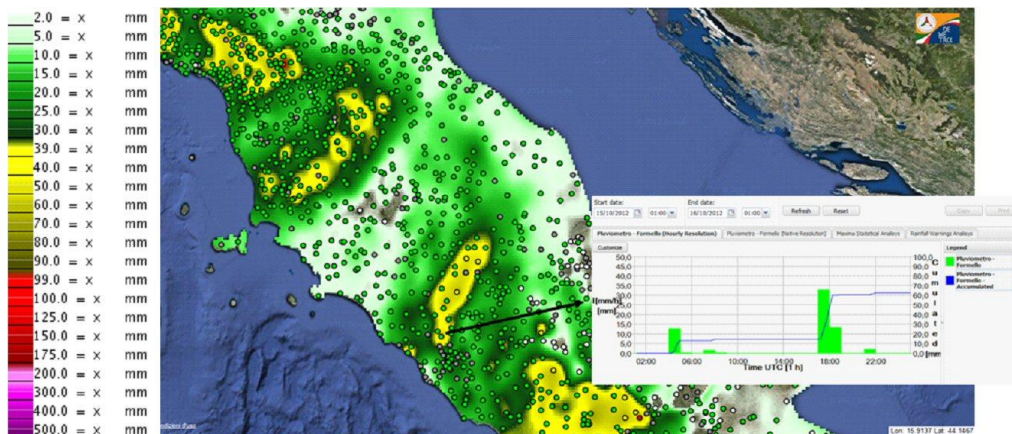 2.0 = x mm
5.0 = x mm
10.0 = x mm
15.0 = x mm
20.0 = x mm
25.0 = x mm
30.0 = x mm
39.0 = x mm
40.0 = x mm
50.0 = x mm
60.0 = x mm
70.0 = x mm
80.0 = x mm
90.0 = x mm
99.0 = x mm
100.0 = x mm
125.0 = x mm
150.0 = x mm
175.0 = x mm
200.0 = x mm
300.0 = x mm
400.0 = x mm
500.0 = x mm
Start date: End date:
15/10/2012 01:00 16/10/2012 01:00 Refresh Reset Copy Print
Pluviometro - Formello (Hourly Resolution) Pluviometro - Formello (Native Resolution) Maxima Statistical Analisys Rainfall-Warnings Analisys
Customize
Legend
Pluviometro - Formello
Pluviometro - Formello - Accumulated
50,0 100,0
45,0 90,0
40,0 80,0
35,0 70,0
30,0 60,0
25,0 50,0
20,0 40,0
15,0 30,0
10,0 20,0
5,0 10,0
0,0 0,0
I[mm/h]
[mm]
Cumulated
[mm
02:00 06:00 10:00 14:00 18:00 22:00
Time UTC [1 h]
Lon: 15.9137 Lat: 44.1467